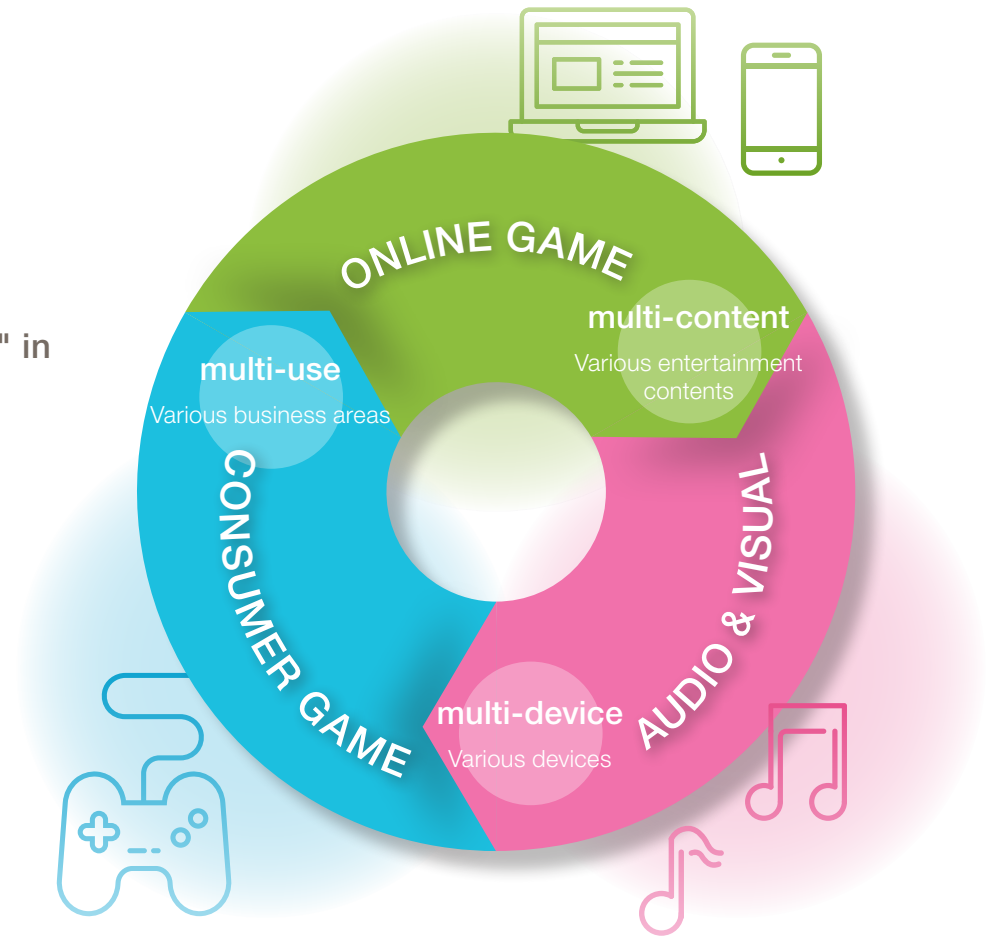 ONLINE GAME
multi-content
Various entertainment
contents
" in
multi-use
Various business areas
CONSUMER GAME
AUDIO & VISUAL
multi-device
Various devices